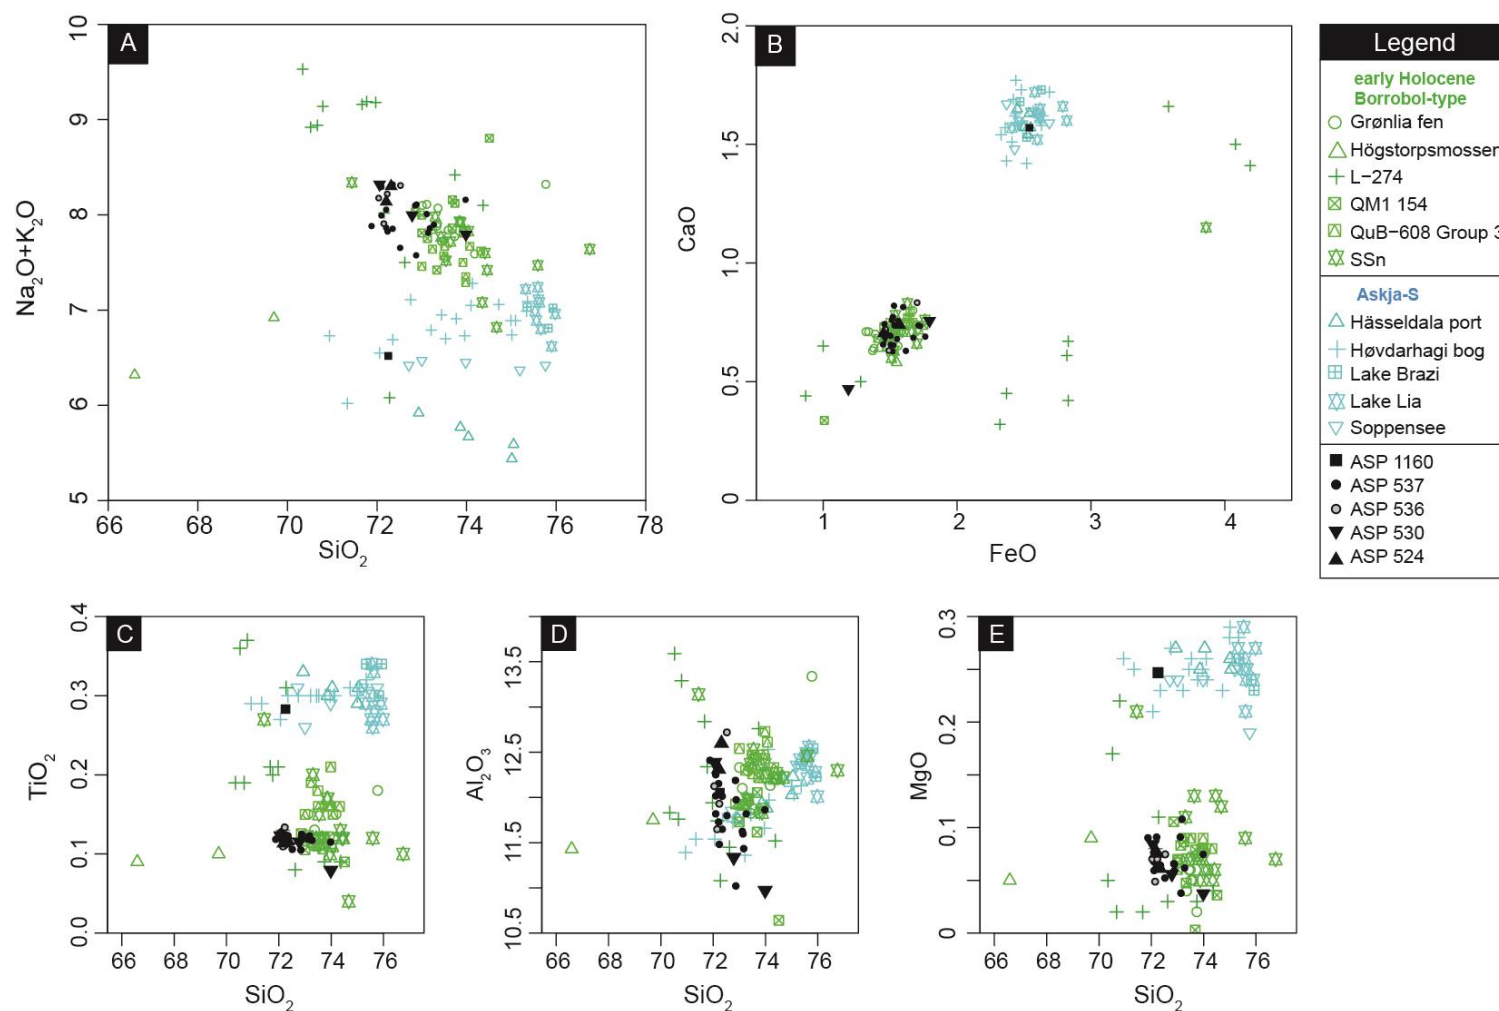 A
10
9
8
7
6
5
Na₂O+K₂O
66
68
70
72
74
76
78
SiO₂
B
2.0
1.5
1.0
0.5
0
CaO
1
2
3
4
FeO
Legend
early Holocene
Borrobol-type
Grønlia fen
Högstorpsmossen
L−274
QM1 154
QuB−608 Group 3
SSn
Askja-S
Hässeldala port
Høvdarhagi bog
Lake Brazi
Lake Lia
Soppensee
ASP 1160
ASP 537
ASP 536
ASP 530
ASP 524
C
0.4
0.3
0.2
0.1
0.0
TiO₂
66
68
70
72
74
76
SiO₂
D
13.5
12.5
11.5
10.5
Al₂O₃
66
68
70
72
74
76
SiO₂
E
0.3
0.2
0.1
0
MgO
66
68
70
72
74
76
SiO₂